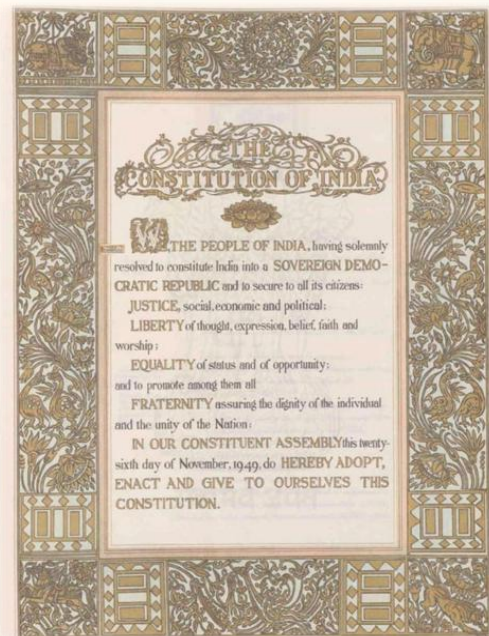 THE
CONSTITUTION OF INDIA
WE, THE PEOPLE OF INDIA, having solemnly
resolved to constitute India into a SOVEREIGN DEMO-
CRATIC REPUBLIC and to secure to all its citizens:
JUSTICE, social, economic and political;
LIBERTY of thought, expression, belief, faith and
worship;
EQUALITY of status and of opportunity;
and to promote among them all
FRATERNITY assuring the dignity of the individual
and the unity of the Nation;
IN OUR CONSTITUENT ASSEMBLY this twenty-
sixth day of November, 1949, do HEREBY ADOPT,
ENACT AND GIVE TO OURSELVES THIS
CONSTITUTION.